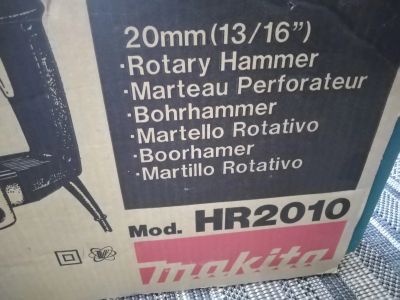 20mm(13/16”)
·Rotary Hammer
·Marteau Perforateur
·Bohrhammer
·Martello Rotativo
·Boorhamer
·Martillo Rotativo
Mod. HR2010
makita